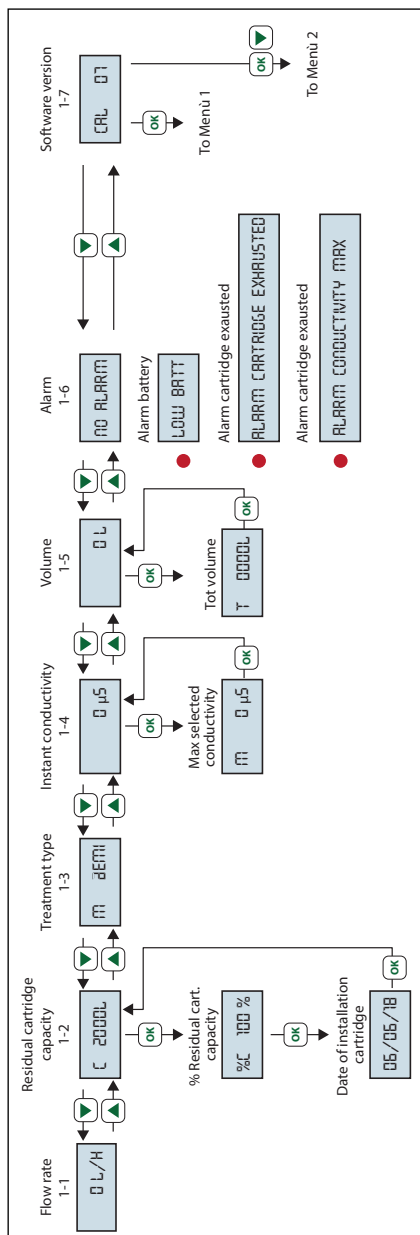 Flow rate
1-1
0 L/H
Residual cartridge
capacity
1-2
C 2000L
OK
% Residual cart.
capacity
%C 100 %
OK
Date of installation
cartridge
06/06/18
OK
Treatment type
1-3
M dEMI
Instant conductivity
1-4
0 µS
OK
Max selected
conductivity
M 0 µS
OK
Volume
1-5
0 L
OK
Tot volume
T 0000L
OK
Alarm
1-6
NO ALARM
Alarm battery
LOW BATT
Alarm cartridge exausted
ALARM CARTRIDGE EXHAUSTED
Alarm cartridge exausted
ALARM CONDUCTIVITY MAX
Software version
1-7
CAL 07
OK
To Menù 1
OK
To Menù 2